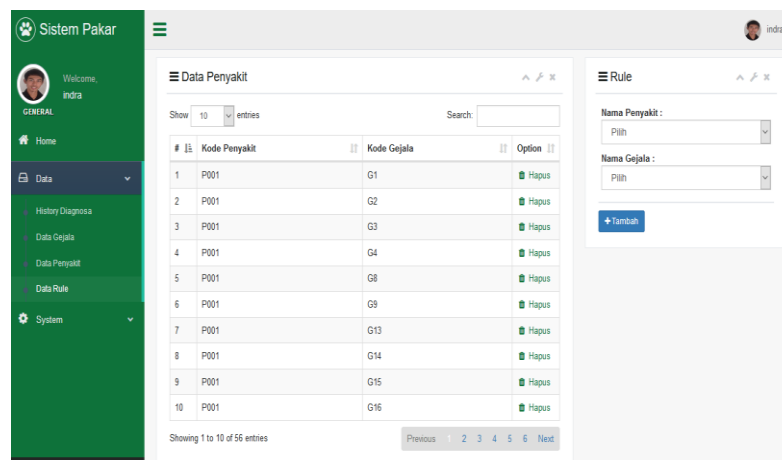 Sistem Pakar
indra
Welcome,
indra
GENERAL
Home
Data
History Diagnosa
Data Gejala
Data Penyakit
Data Rule
System
Data Penyakit
Show 10 entries Search:
# Kode Penyakit Kode Gejala Option
1 P001 G1 Hapus
2 P001 G2 Hapus
3 P001 G3 Hapus
4 P001 G4 Hapus
5 P001 G8 Hapus
6 P001 G9 Hapus
7 P001 G13 Hapus
8 P001 G14 Hapus
9 P001 G15 Hapus
10 P001 G16 Hapus
Showing 1 to 10 of 56 entries Previous 1 2 3 4 5 6 Next
Rule
Nama Penyakit :
Pilih
Nama Gejala :
Pilih
+Tambah